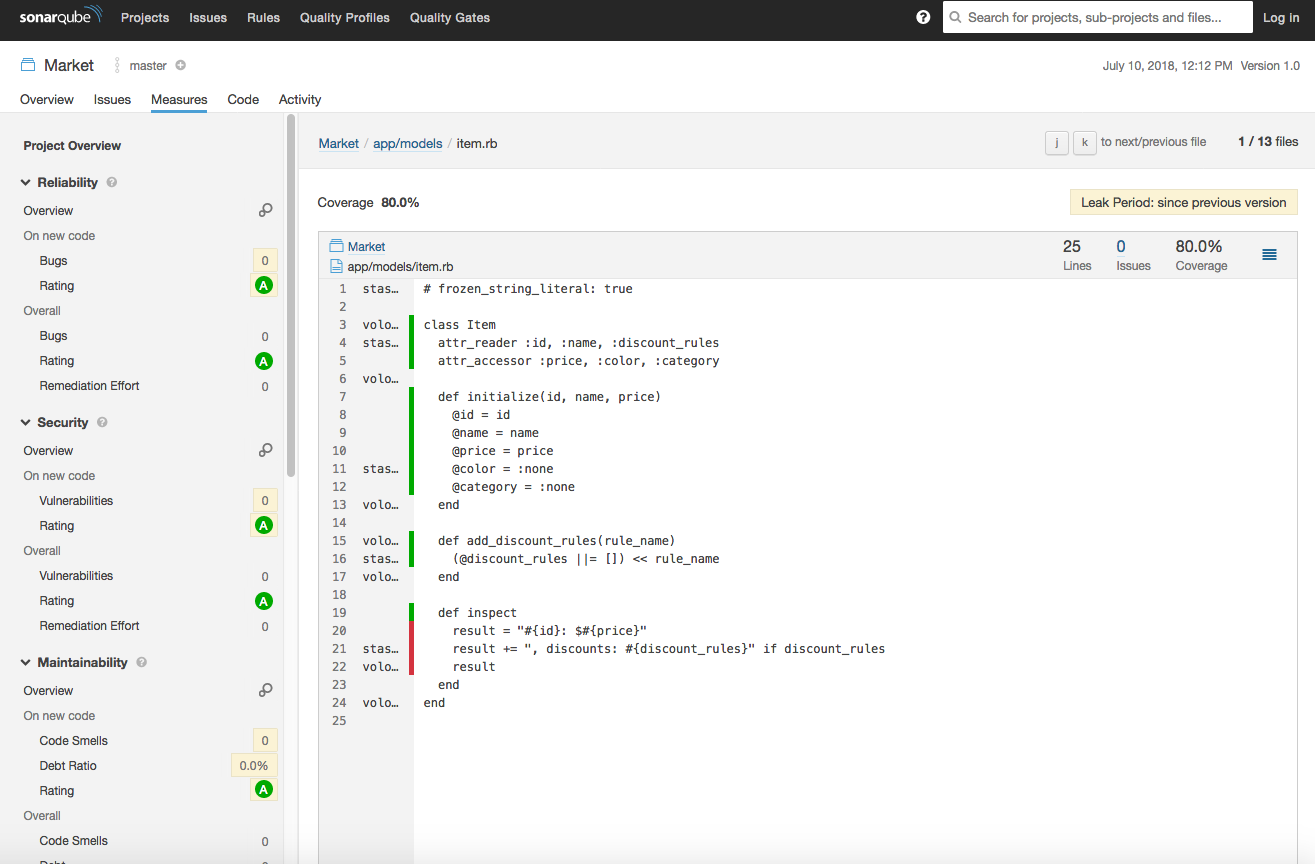 sonarqube Projects Issues Rules Quality Profiles Quality Gates ? Search for projects, sub-projects and files... Log in
Market master July 10, 2018, 12:12 PM Version 1.0
Overview Issues Measures Code Activity
Project Overview
Reliability ?
Overview
On new code
Bugs 0
Rating A
Overall
Bugs 0
Rating A
Remediation Effort 0
Security ?
Overview
On new code
Vulnerabilities 0
Rating A
Overall
Vulnerabilities 0
Rating A
Remediation Effort 0
Maintainability ?
Overview
On new code
Code Smells 0
Debt Ratio 0.0%
Rating A
Overall
Code Smells 0
Market / app/models / item.rb j k to next/previous file 1 / 13 files
Coverage 80.0% Leak Period: since previous version
Market 25 0 80.0%
app/models/item.rb Lines Issues Coverage
1 stas... # frozen_string_literal: true
2
3 volo... class Item
4 stas... attr_reader :id, :name, :discount_rules
5 attr_accessor :price, :color, :category
6 volo...
7 def initialize(id, name, price)
8 @id = id
9 @name = name
10 @price = price
11 stas... @color = :none
12 @category = :none
13 volo... end
14
15 volo... def add_discount_rules(rule_name)
16 stas... (@discount_rules ||= []) << rule_name
17 volo... end
18
19 def inspect
20 result = "#{id}: $#{price}"
21 stas... result += ", discounts: #{discount_rules}" if discount_rules
22 volo... result
23 end
24 volo... end
25